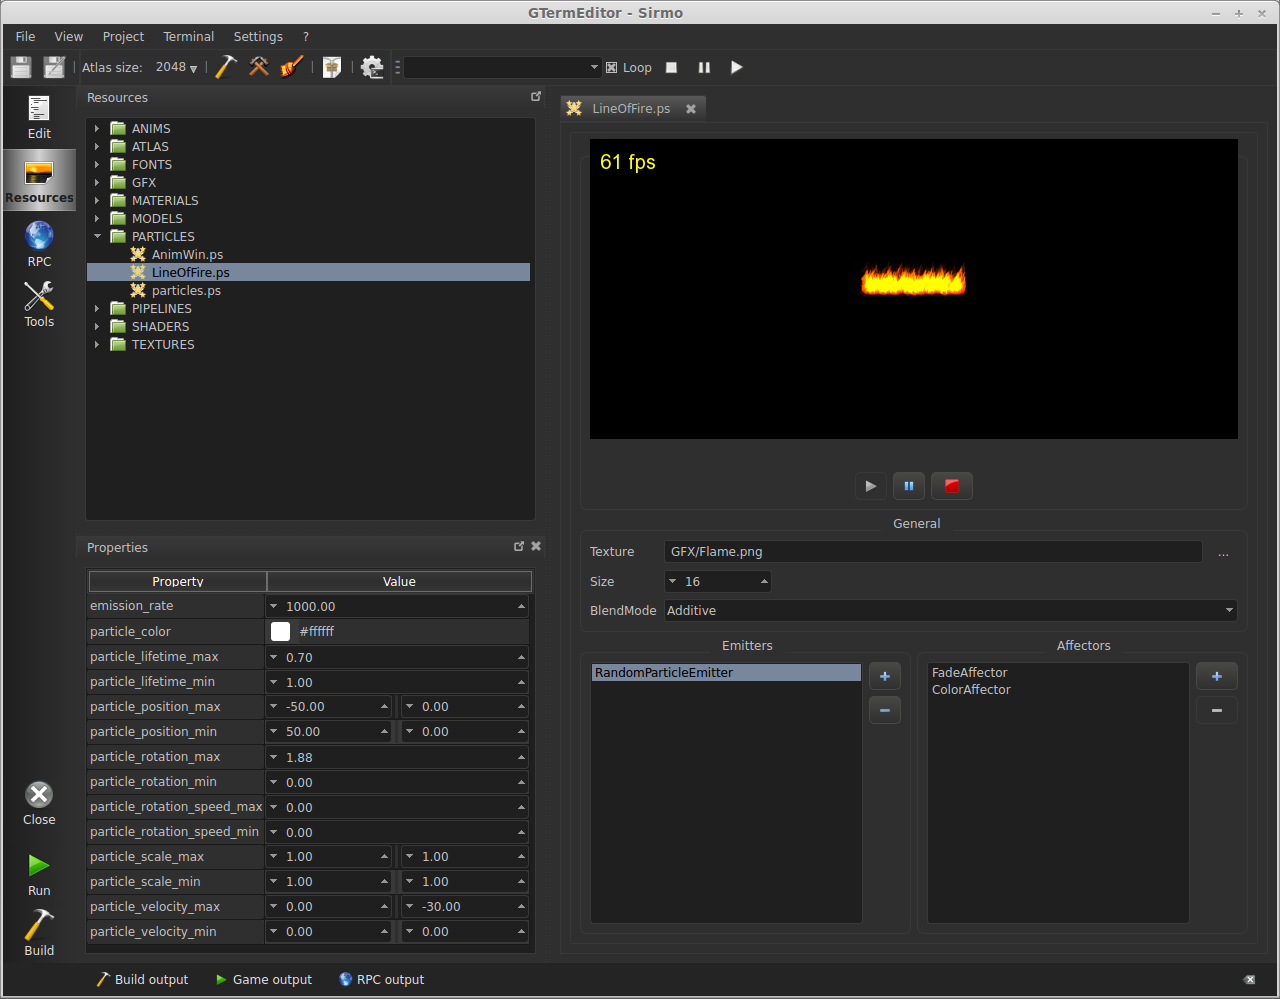 GTermEditor - Sirmo
File View Project Terminal Settings ?
Atlas size: 2048 Loop
Edit
Resources
RPC
Tools
Close
Run
Build
Resources
ANIMS
ATLAS
FONTS
GFX
MATERIALS
MODELS
PARTICLES
AnimWin.ps
LineOfFire.ps
particles.ps
PIPELINES
SHADERS
TEXTURES
Properties
Property Value
emission_rate 1000.00
particle_color #ffffff
particle_lifetime_max 0.70
particle_lifetime_min 1.00
particle_position_max -50.00 0.00
particle_position_min 50.00 0.00
particle_rotation_max 1.88
particle_rotation_min 0.00
particle_rotation_speed_max 0.00
particle_rotation_speed_min 0.00
particle_scale_max 1.00 1.00
particle_scale_min 1.00 1.00
particle_velocity_max 0.00 -30.00
particle_velocity_min 0.00 0.00
LineOfFire.ps
61 fps
General
Texture GFX/Flame.png ...
Size 16
BlendMode Additive
Emitters
RandomParticleEmitter
Affectors
FadeAffector
ColorAffector
Build output Game output RPC output